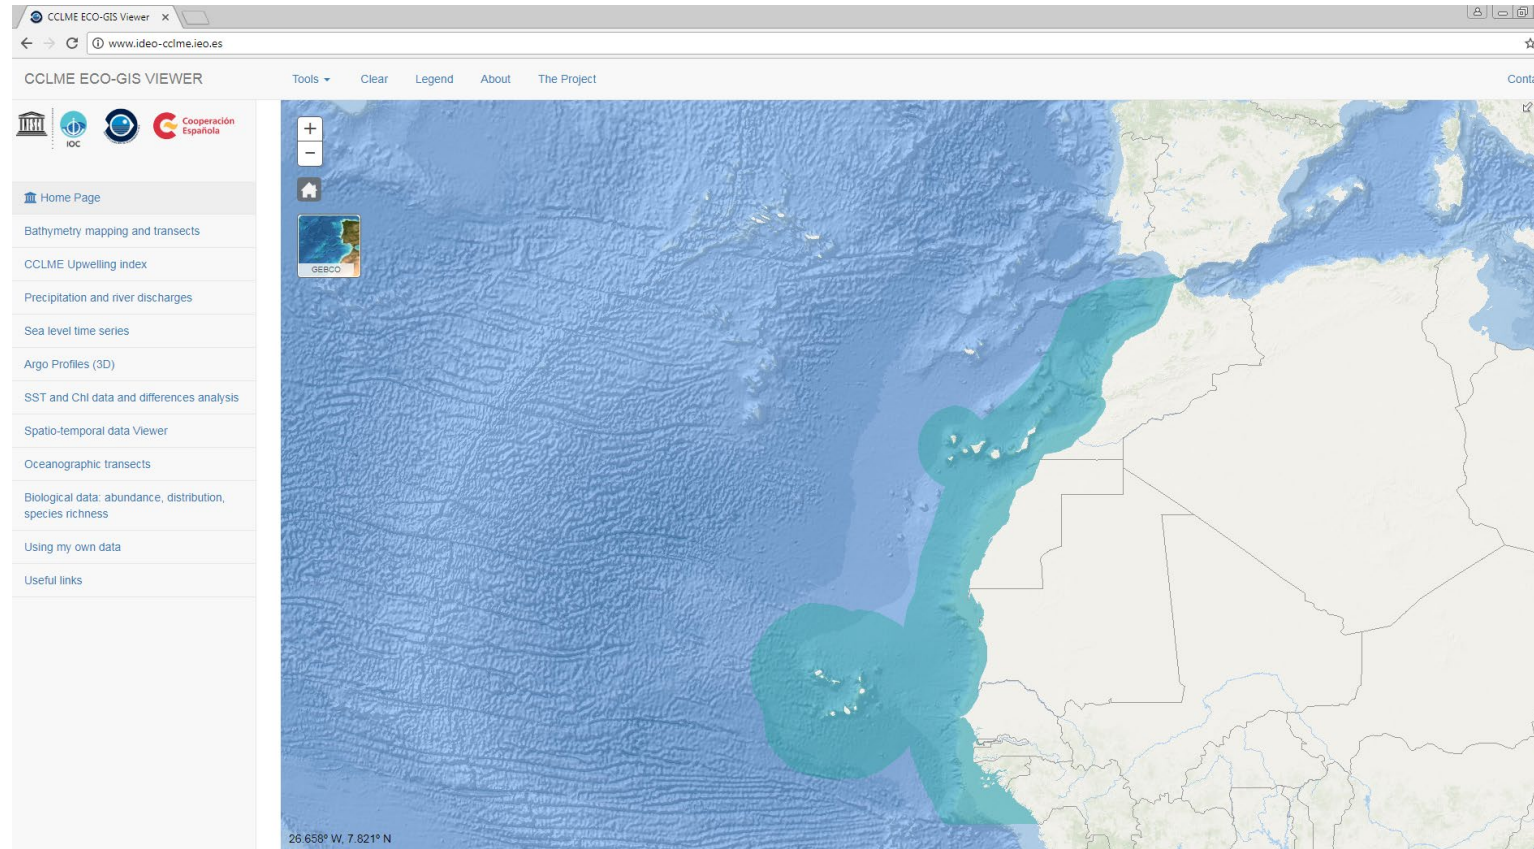 CCLME ECO-GIS Viewer
www.ideo-cclme.ieo.es
CCLME ECO-GIS VIEWER
Tools Clear Legend About The Project
IOC
Cooperación
Española
Home Page
Bathymetry mapping and transects
CCLME Upwelling index
Precipitation and river discharges
Sea level time series
Argo Profiles (3D)
SST and Chl data and differences analysis
Spatio-temporal data Viewer
Oceanographic transects
Biological data: abundance, distribution,
species richness
Using my own data
Useful links
+
−
GEBCO
26.658º W, 7.821º N